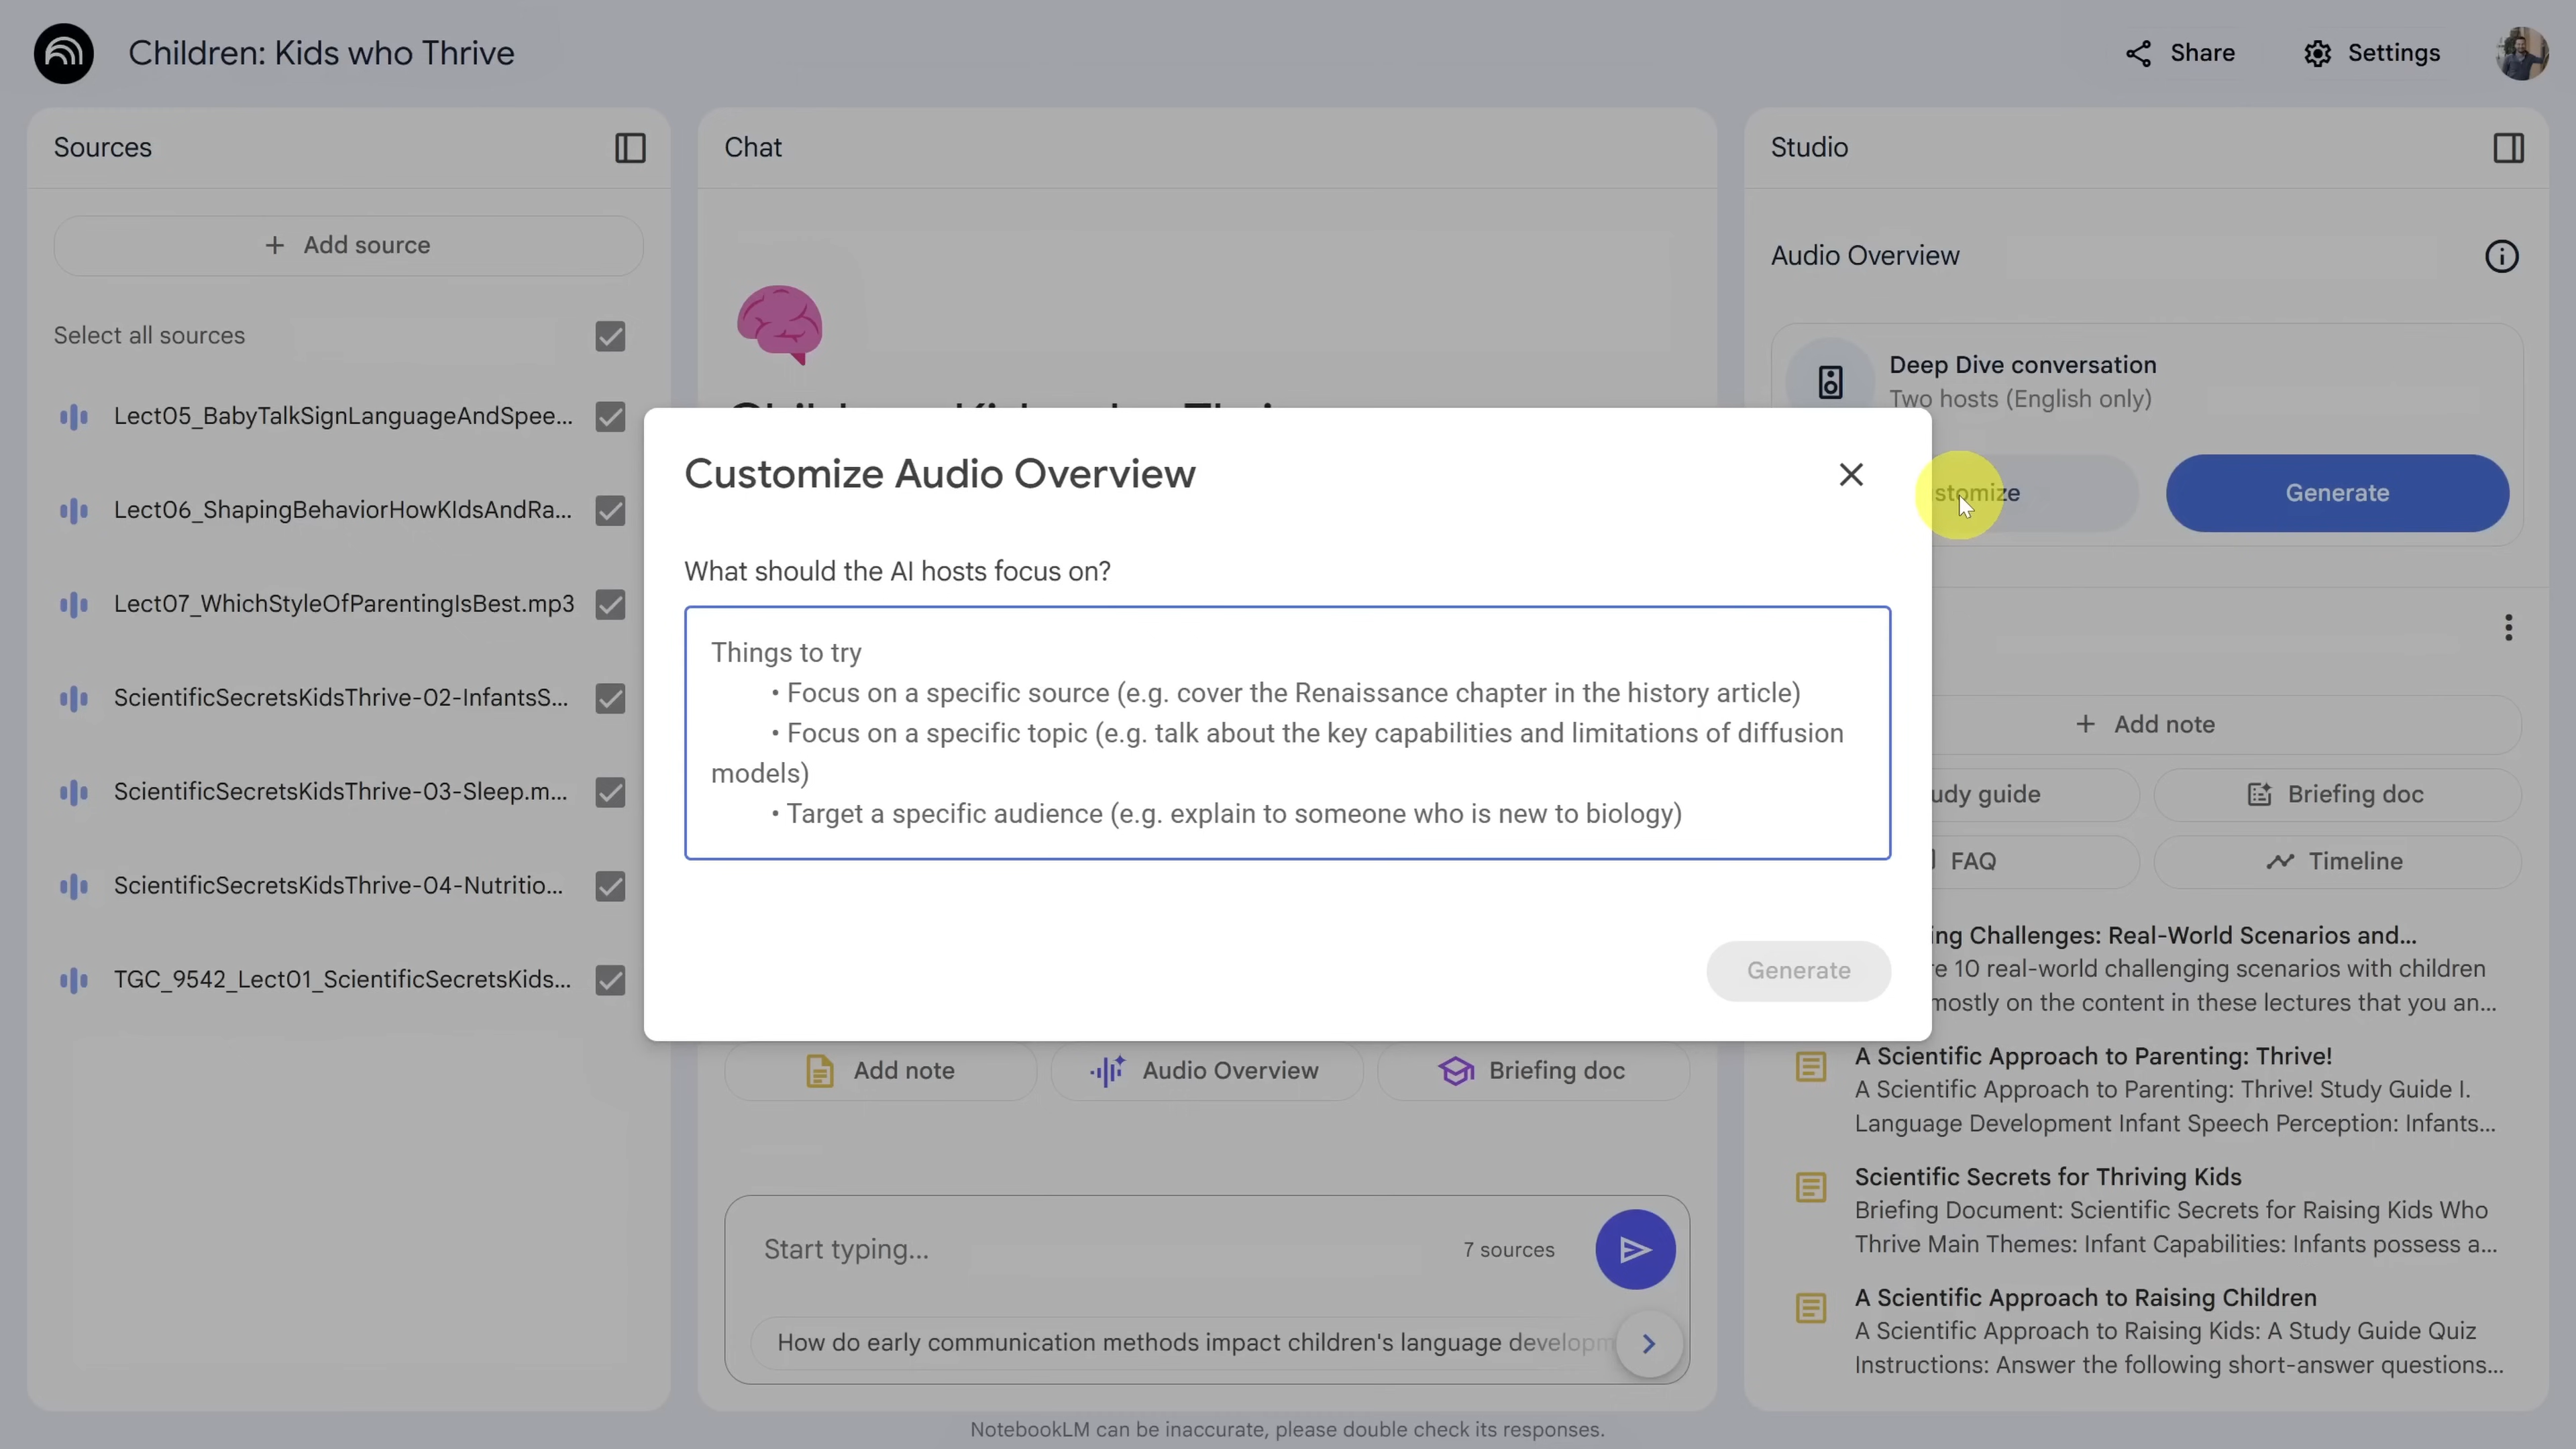 Children: Kids who Thrive
Share
Settings
Sources
Add source
Select all sources
Lect05_BabyTalkSignLanguageAndSpee...
Lect06_ShapingBehaviorHowKIdsAndRa...
Lect07_WhichStyleOfParentingIsBest.mp3
ScientificSecretsKidsThrive-02-InfantsS...
ScientificSecretsKidsThrive-03-Sleep.m...
ScientificSecretsKidsThrive-04-Nutritio...
TGC_9542_Lect01_ScientificSecretsKids...
Chat
Customize Audio Overview
What should the AI hosts focus on?
Things to try
• Focus on a specific source (e.g. cover the Renaissance chapter in the history article)
• Focus on a specific topic (e.g. talk about the key capabilities and limitations of diffusion
models)
• Target a specific audience (e.g. explain to someone who is new to biology)
Generate
Add note
Audio Overview
Briefing doc
Start typing...
7 sources
How do early communication methods impact children's language developm
Studio
Audio Overview
Deep Dive conversation
Two hosts (English only)
stomize
Generate
Add note
udy guide
Briefing doc
FAQ
Timeline
ing Challenges: Real-World Scenarios and...
re 10 real-world challenging scenarios with children
mostly on the content in these lectures that you an...
A Scientific Approach to Parenting: Thrive!
A Scientific Approach to Parenting: Thrive! Study Guide I.
Language Development Infant Speech Perception: Infants...
Scientific Secrets for Thriving Kids
Briefing Document: Scientific Secrets for Raising Kids Who
Thrive Main Themes: Infant Capabilities: Infants possess a...
A Scientific Approach to Raising Children
A Scientific Approach to Raising Kids: A Study Guide Quiz
Instructions: Answer the following short-answer questions...
NotebookLM can be inaccurate, please double check its responses.